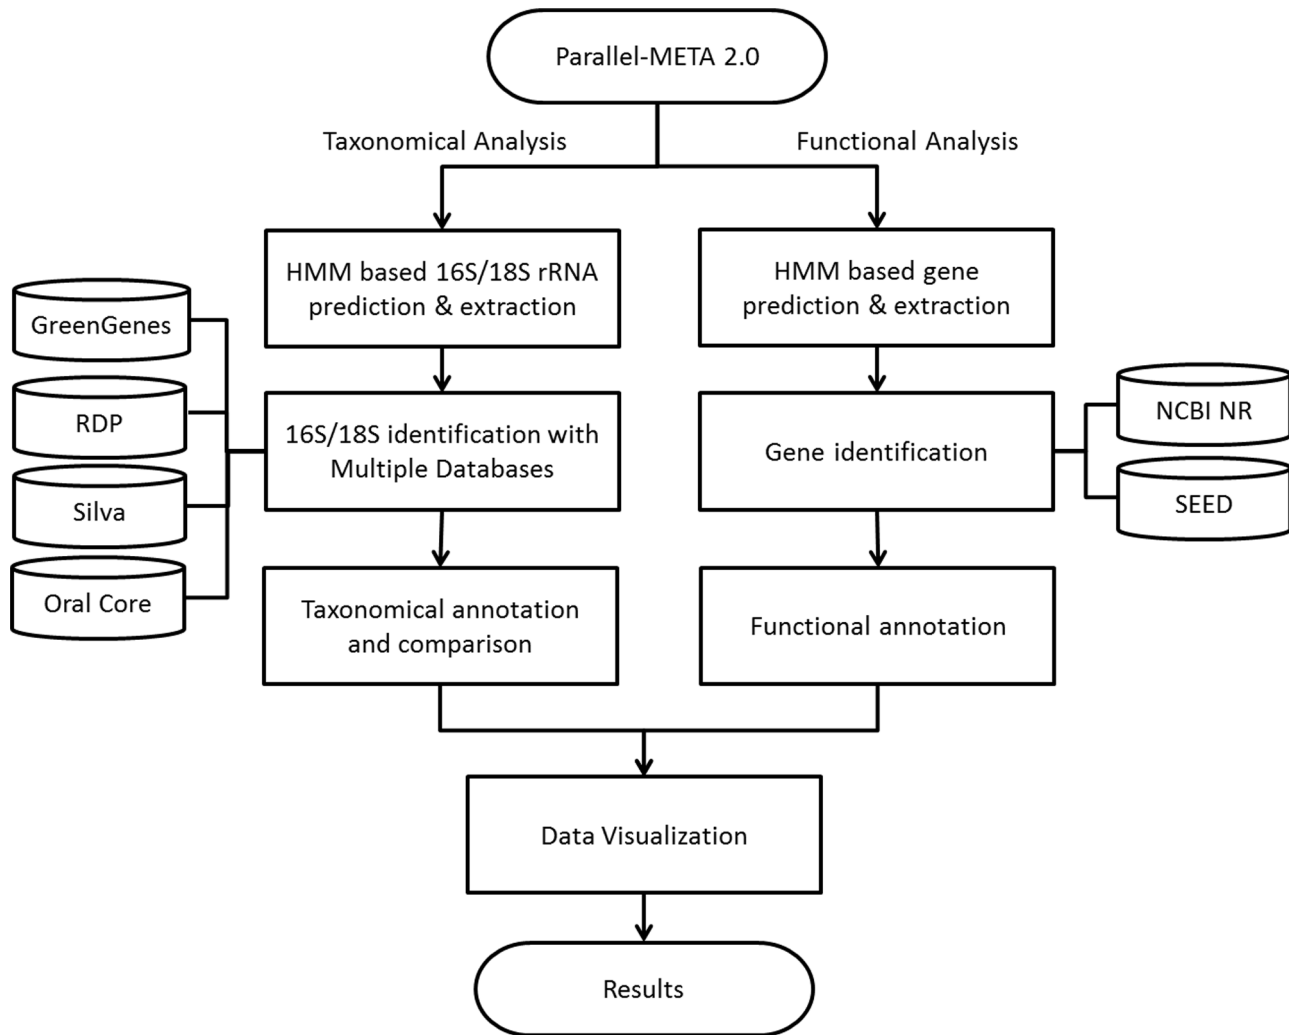 Parallel-META 2.0
Taxonomical Analysis
Functional Analysis
HMM based 16S/18S rRNA
prediction & extraction
HMM based gene
prediction & extraction
GreenGenes
RDP
Silva
Oral Core
16S/18S identification with
Multiple Databases
Gene identification
NCBI NR
SEED
Taxonomical annotation
and comparison
Functional annotation
Data Visualization
Results